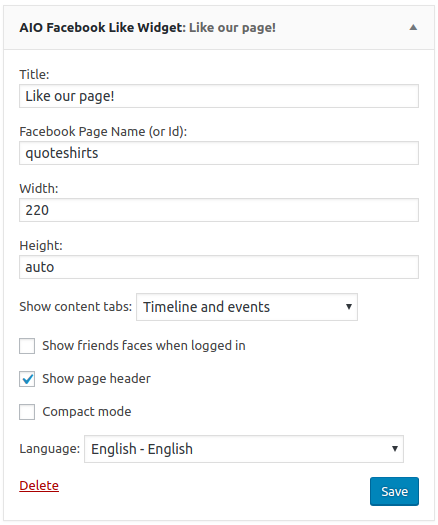 AIO Facebook Like Widget: Like our page!
Title:
Like our page!
Facebook Page Name (or Id):
quoteshirts
Width:
220
Height:
auto
Show content tabs: Timeline and events
Show friends faces when logged in
Show page header
Compact mode
Language: English - English
Delete Save